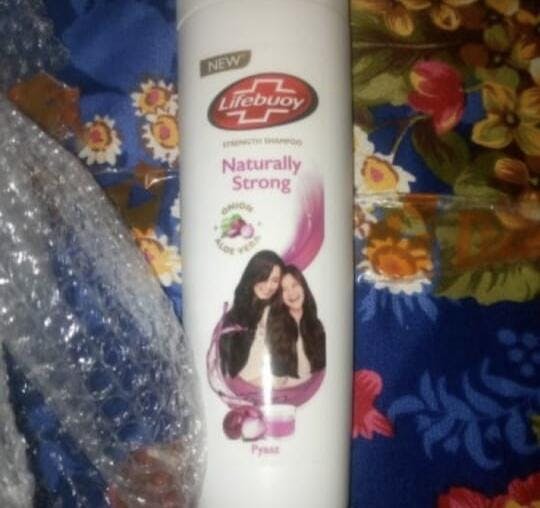 NEW
Lifebuoy
STRENGTH SHAMPOO
Naturally
Strong
ONION
ALOE VERA
Pyaaz